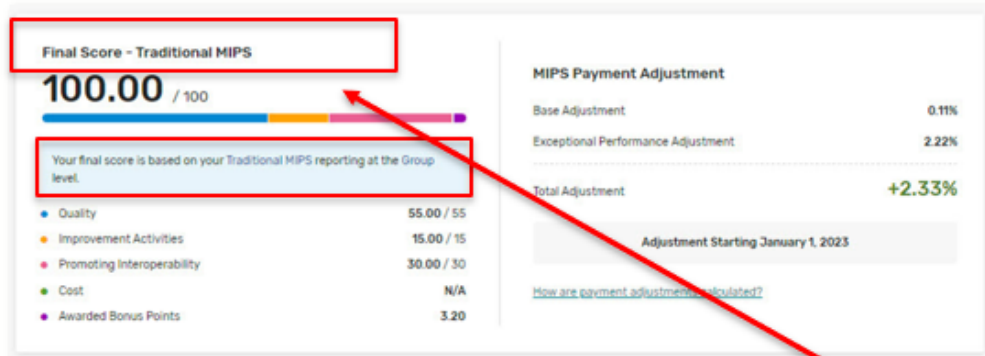 Final Score - Traditional MIPS
100.00 / 100
Your final score is based on your Traditional MIPS reporting at the Group
level.
Quality 55.00 / 55
Improvement Activities 15.00 / 15
Promoting Interoperability 30.00 / 30
Cost N/A
Awarded Bonus Points 3.20
MIPS Payment Adjustment
Base Adjustment 0.11%
Exceptional Performance Adjustment 2.22%
Total Adjustment +2.33%
Adjustment Starting January 1, 2023
How are payment adjustments calculated?